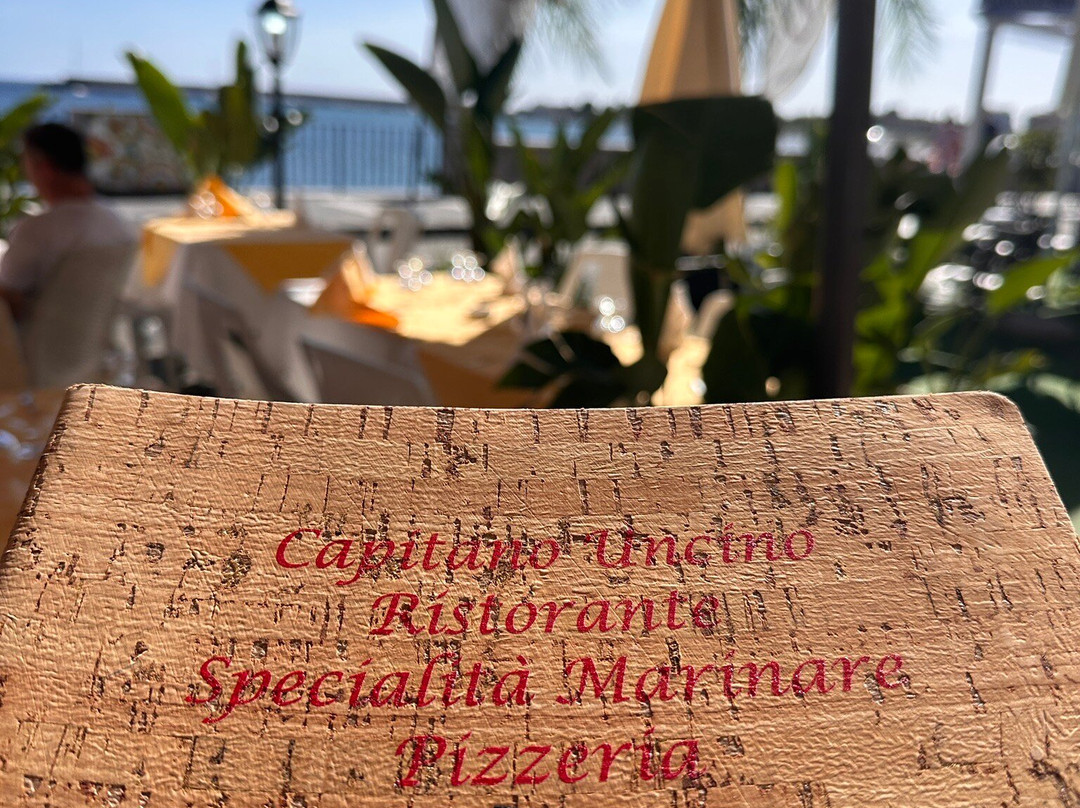 Capitano Uncino
Ristorante
Specialità Marinare
Pizzeria